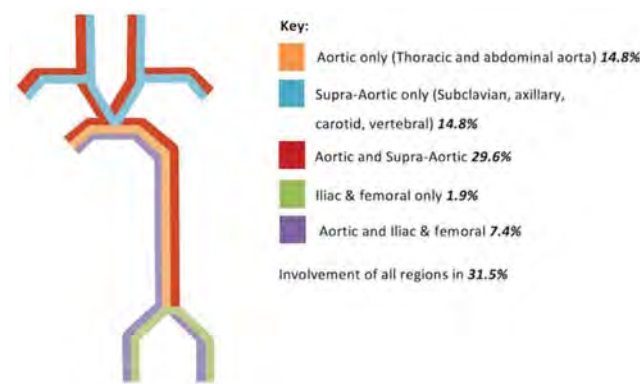 Key:
Aortic only (Thoracic and abdominal aorta) 14.8%
Supra-Aortic only (Subclavian, axillary,
carotid, vertebral) 14.8%
Aortic and Supra-Aortic 29.6%
Iliac & femoral only 1.9%
Aortic and Iliac & femoral 7.4%
Involvement of all regions in 31.5%